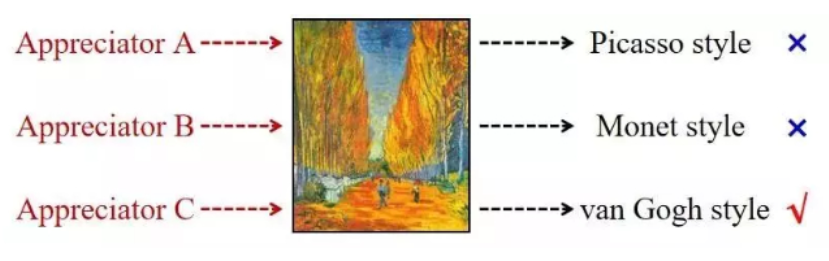 Appreciator A Picasso style ×
Appreciator B Monet style ×
Appreciator C van Gogh style √